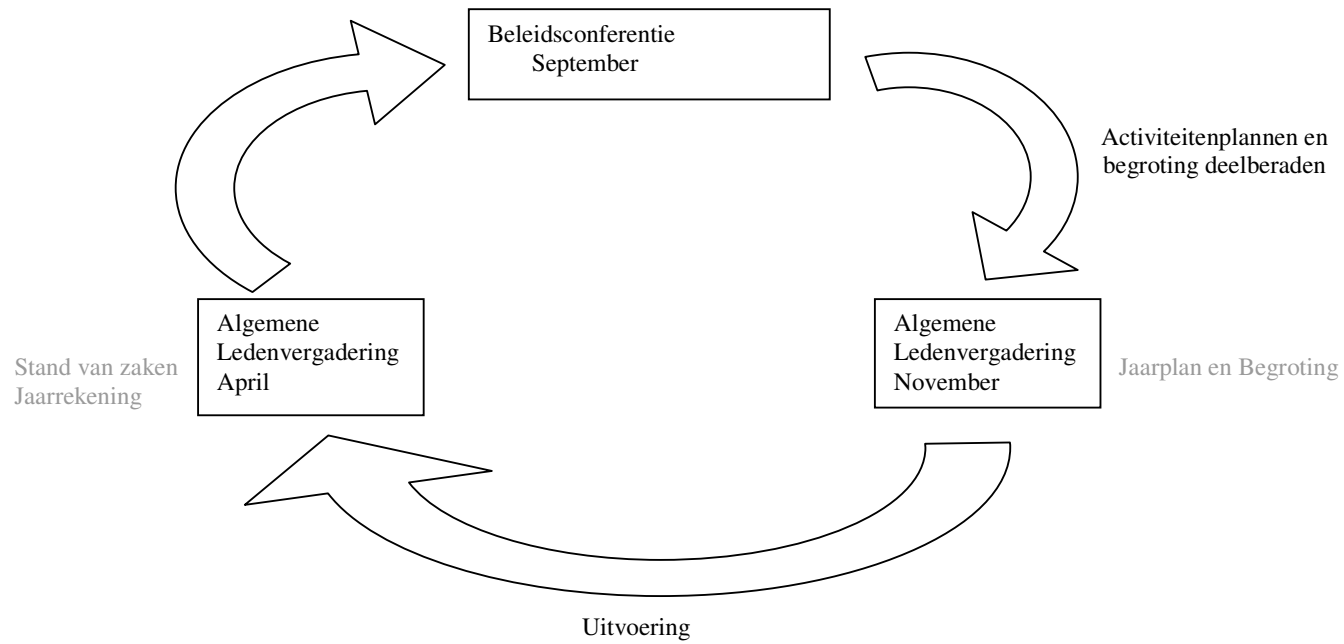 Beleidsconferentie
September
Activiteitenplannen en
begroting deelberaden
Algemene
Ledenvergadering
April
Stand van zaken
Jaarrekening
Algemene
Ledenvergadering
November
Jaarplan en Begroting
Uitvoering